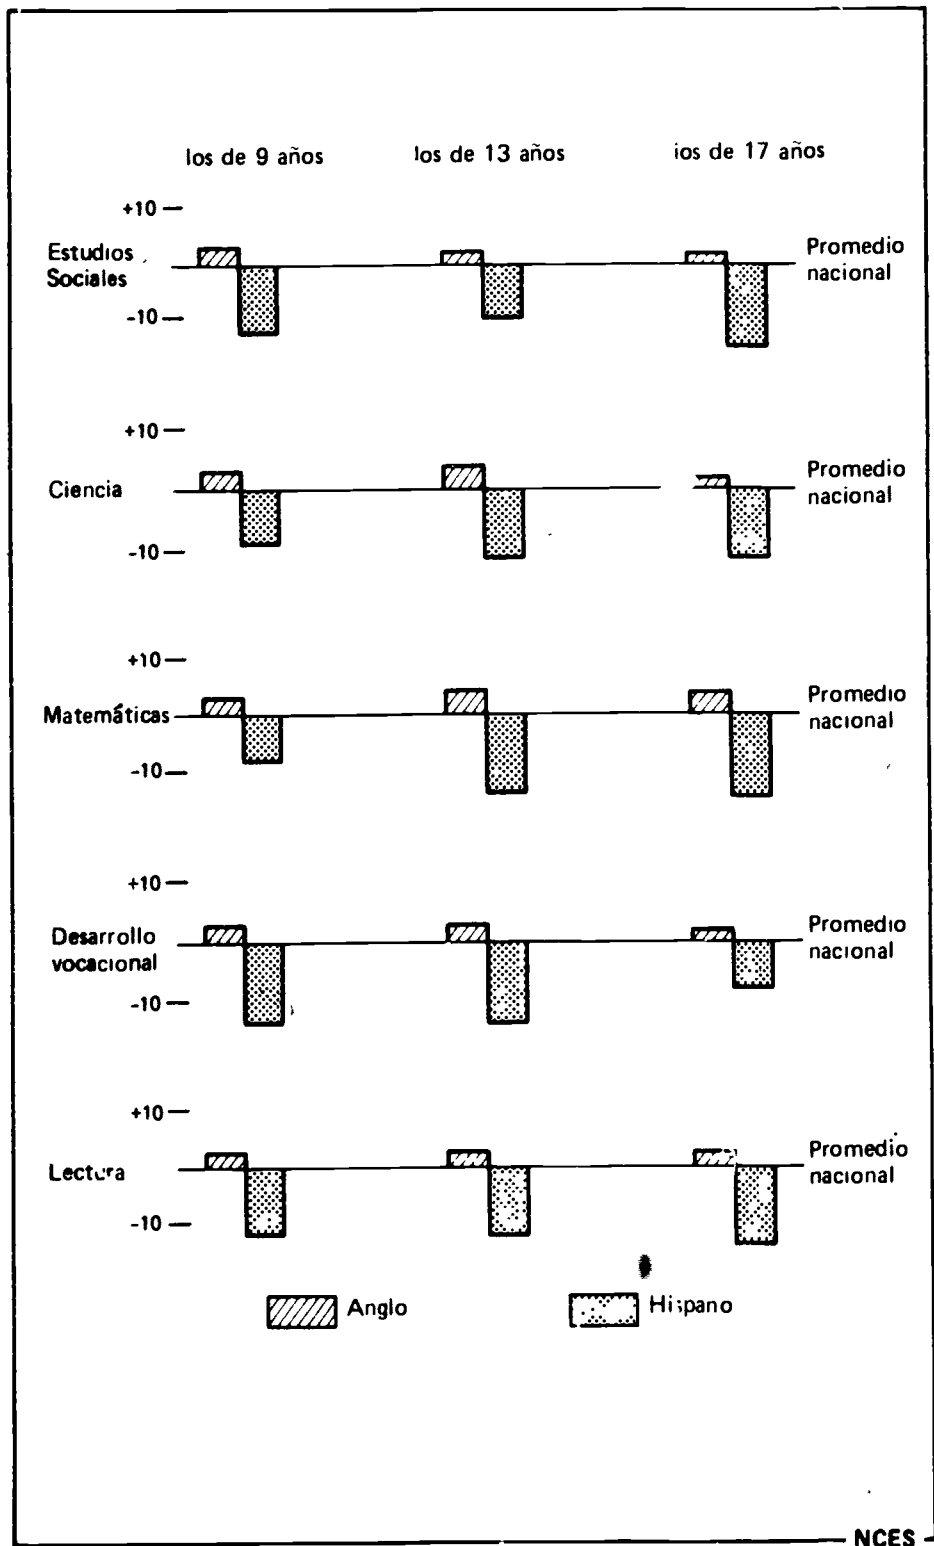 los de 9 años los de 13 años ios de 17 años
+10
Estudios Promedio
Sociales nacional
-10
+10
Ciencia Promedio
nacional
-10
+10
Matemáticas Promedio
nacional
-10
+10
Desarrollo Promedio
vocacional nacional
-10
+10
Lectura Promedio
nacional
-10
Anglo Hispano
NCES